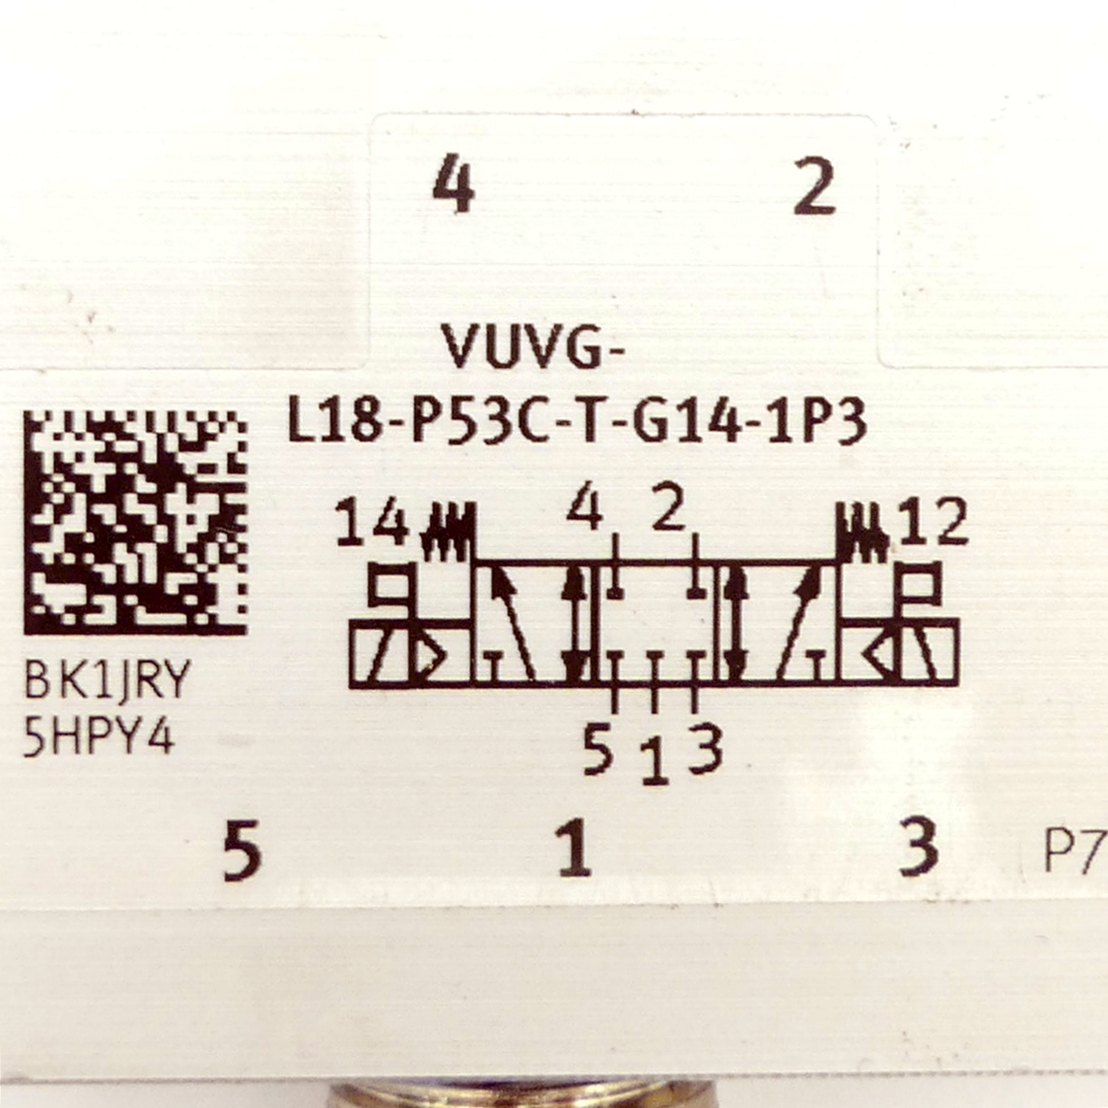 4 2
VUVG-
L18-P53C-T-G14-1P3
14 4 2 12
BK1JRY
5HPY4
5 1 3
5 1 3 P7